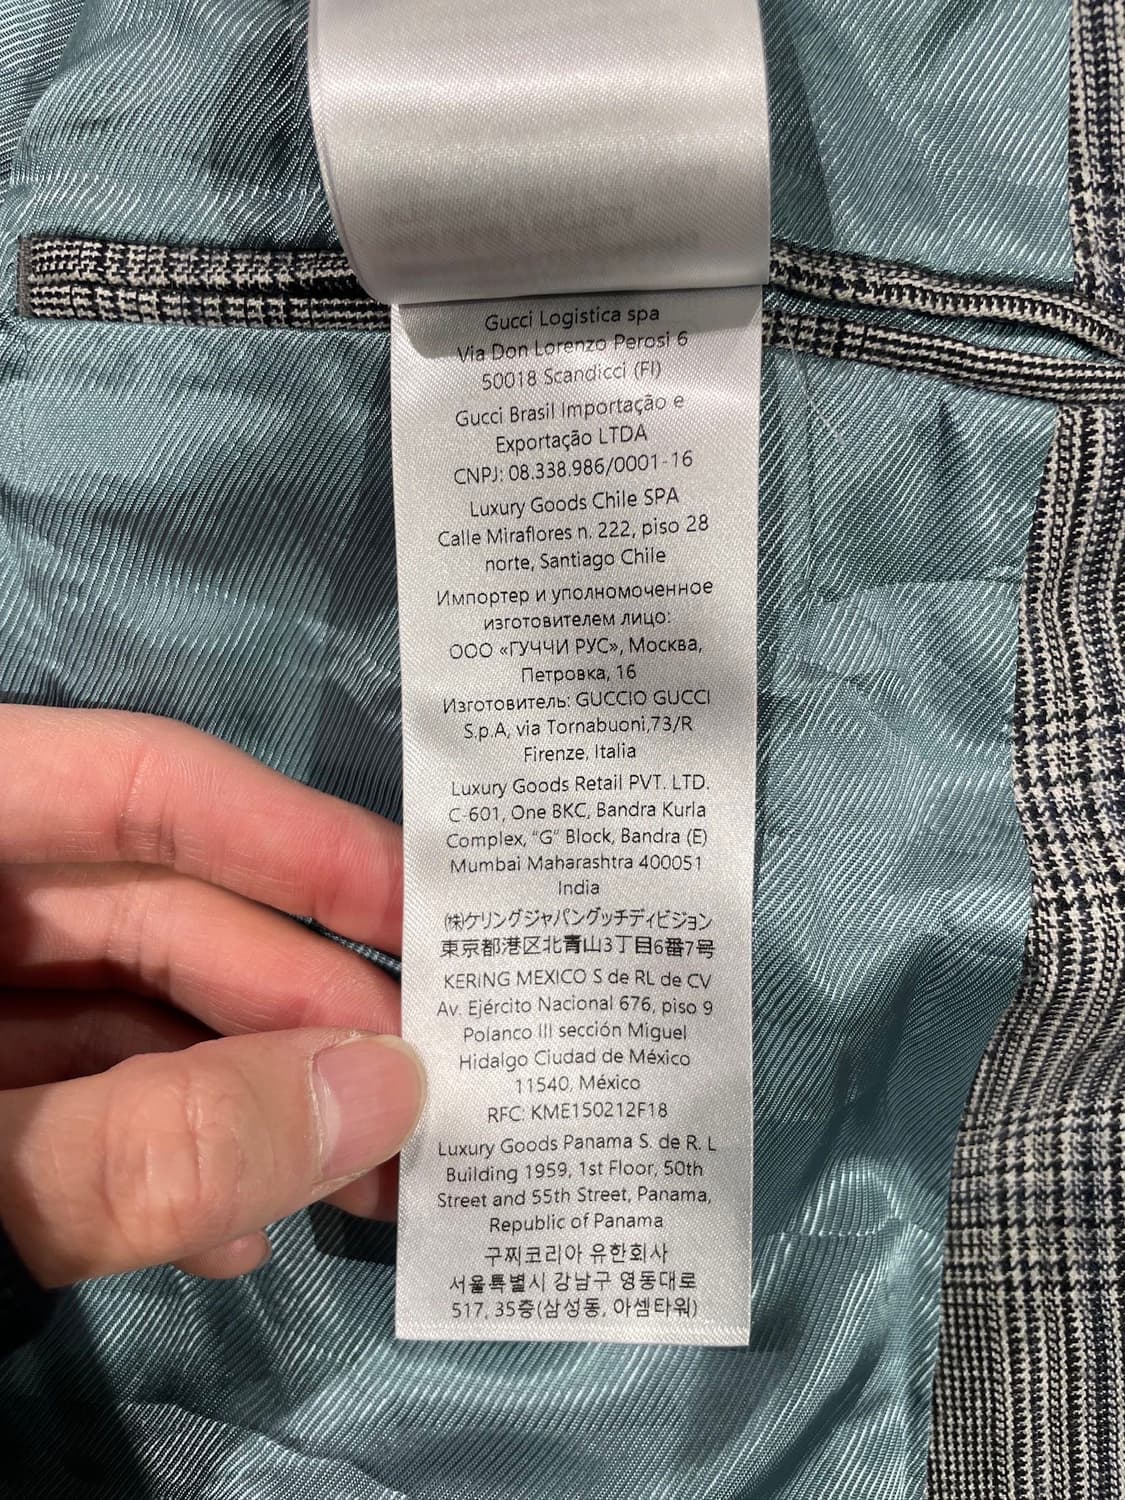 Gucci Logistica spa
Via Don Lorenzo Perosi 6
50018 Scandicci (FI)
Gucci Brasil Importação e
Exportação LTDA
CNPJ: 08.338.986/0001-16
Luxury Goods Chile SPA
Calle Miraflores n. 222, piso 28
norte, Santiago Chile
Импортер и уполномоченное
изготовителем лицо:
ООО «ГУЧЧИ РУС», Москва,
Петровка, 16
Изготовитель: GUCCIO GUCCI
S.p.A, via Tornabuoni,73/R
Firenze, Italia
Luxury Goods Retail PVT. LTD.
C-601, One BKC, Bandra Kurla
Complex, "G" Block, Bandra (E)
Mumbai Maharashtra 400051
India
㈱ケリングジャパングッチディビジョン
東京都港区北青山3丁目6番7号
KERING MEXICO S de RL de CV
Av. Ejército Nacional 676, piso 9
Polanco III sección Miguel
Hidalgo Ciudad de México
11540, México
RFC: KME150212F18
Luxury Goods Panama S. de R. L
Building 1959, 1st Floor, 50th
Street and 55th Street, Panama,
Republic of Panama
구찌코리아 유한회사
서울특별시 강남구 영동대로
517, 35층(삼성동, 아셈타워)